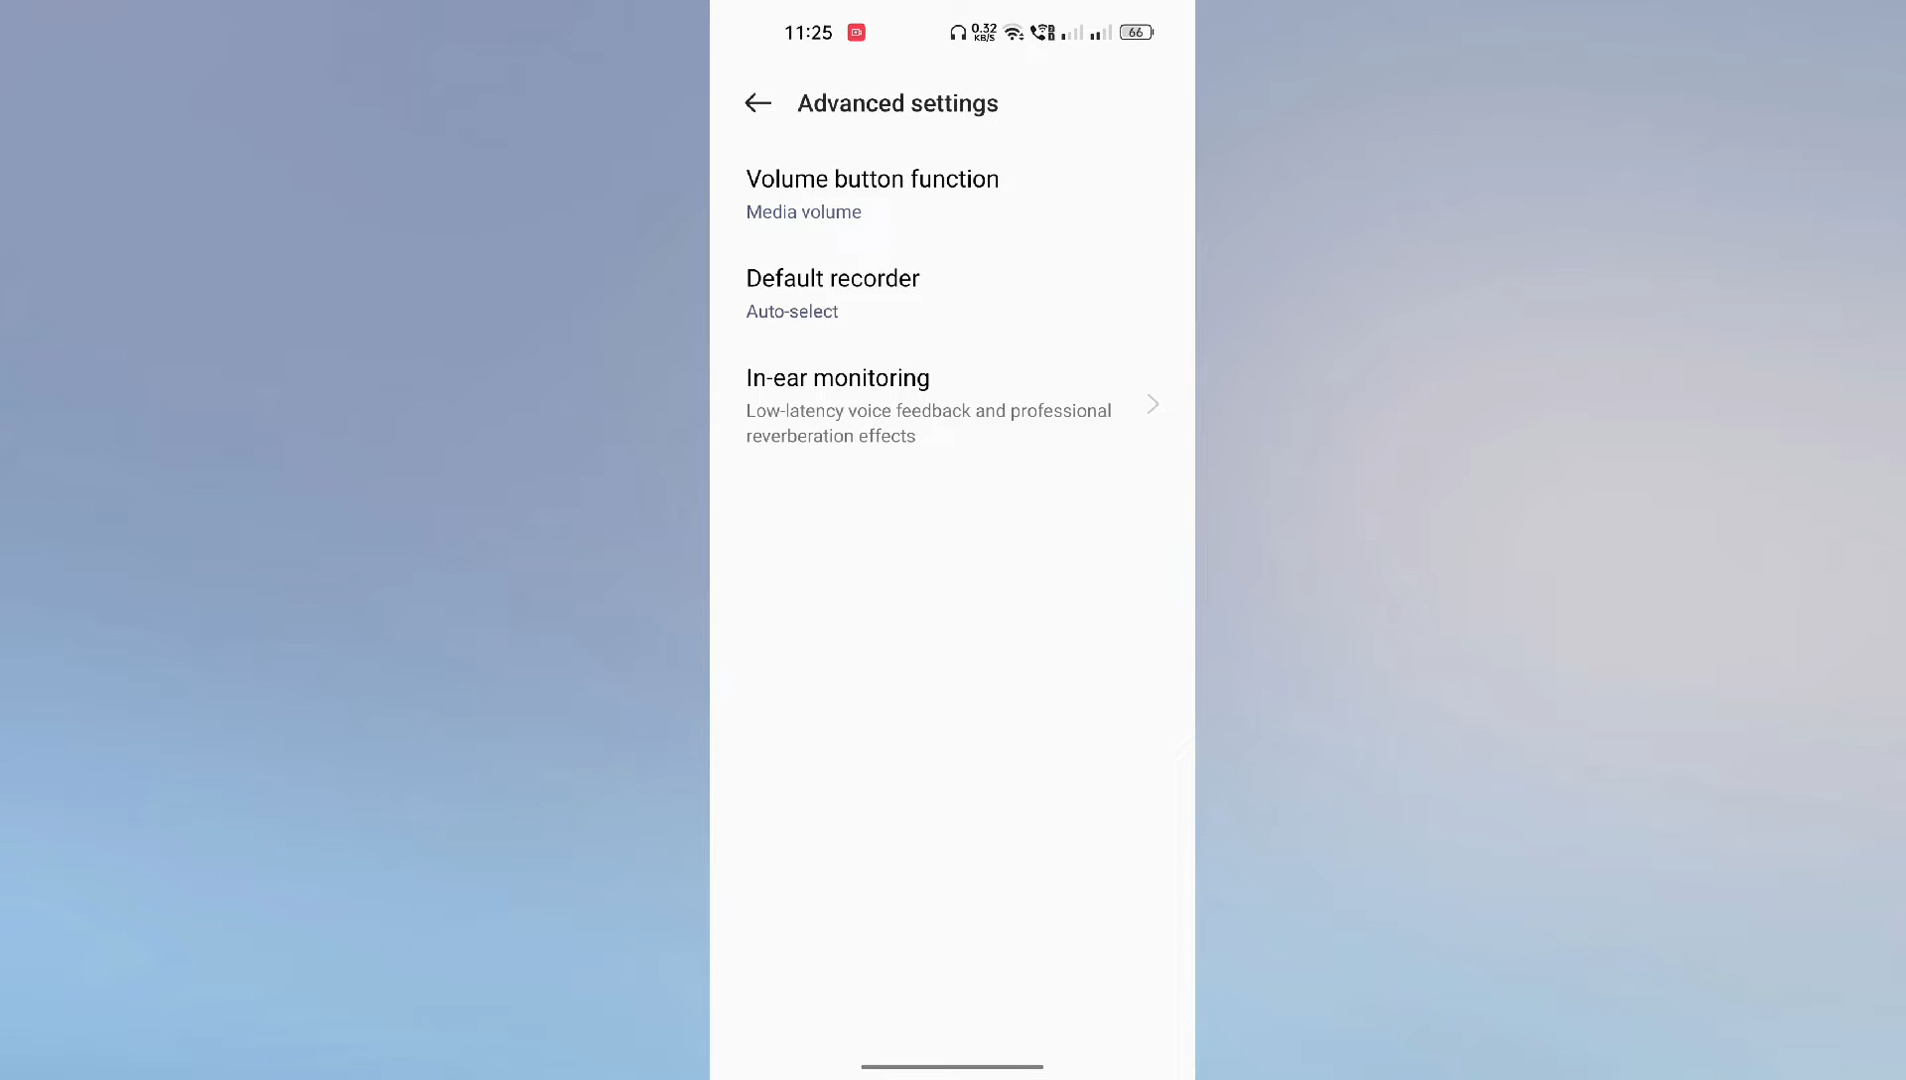 11:25
0.32
KB/S
66
Advanced settings
Volume button function
Media volume
Default recorder
Auto-select
In-ear monitoring
Low-latency voice feedback and professional
reverberation effects